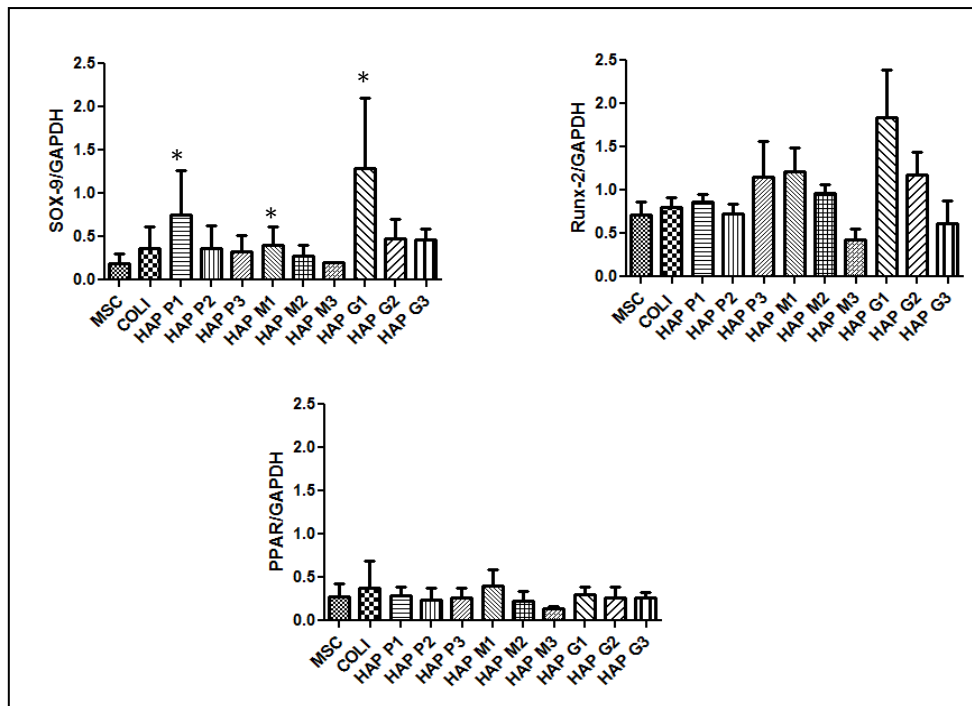 SOX-9/GAPDH
2.5
2.0
1.5
1.0
0.5
0.0
*
*
*
MSC
COLI
HAP P1
HAP P2
HAP P3
HAP M1
HAP M2
HAP M3
HAP G1
HAP G2
HAP G3
Runx-2/GAPDH
2.5
2.0
1.5
1.0
0.5
0.0
MSC
COLI
HAP P1
HAP P2
HAP P3
HAP M1
HAP M2
HAP M3
HAP G1
HAP G2
HAP G3
PPAR/GAPDH
2.5
2.0
1.5
1.0
0.5
0.0
MSC
COLI
HAP P1
HAP P2
HAP P3
HAP M1
HAP M2
HAP M3
HAP G1
HAP G2
HAP G3